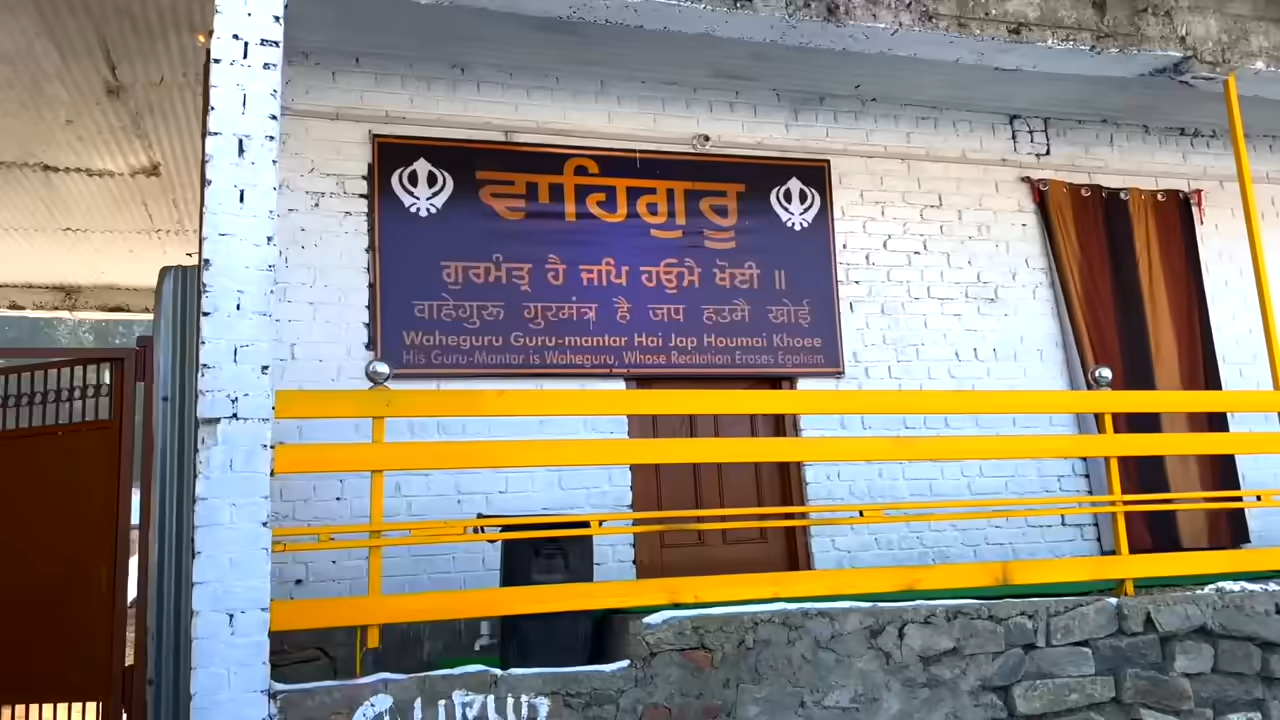 ਵਾਹਿਗੁਰੂ
ਗੁਰਮੰਤ੍ਰ ਹੈ ਜਪਿ ਹਉਮੈ ਖੋਈ ॥
वाहेगुरू गुरमंत्र है जप हउमै खोई
Waheguru Guru-mantar Hai Jap Houmai Khoee
His Guru-Mantar is Waheguru, Whose Recitation Erases Egotism